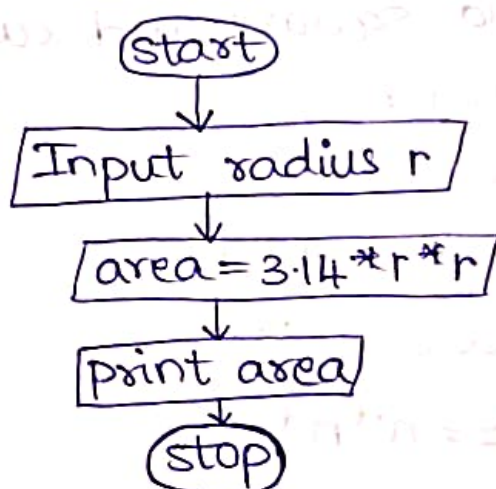 start
Input radius r
area = 3.14 * r * r
print area
stop